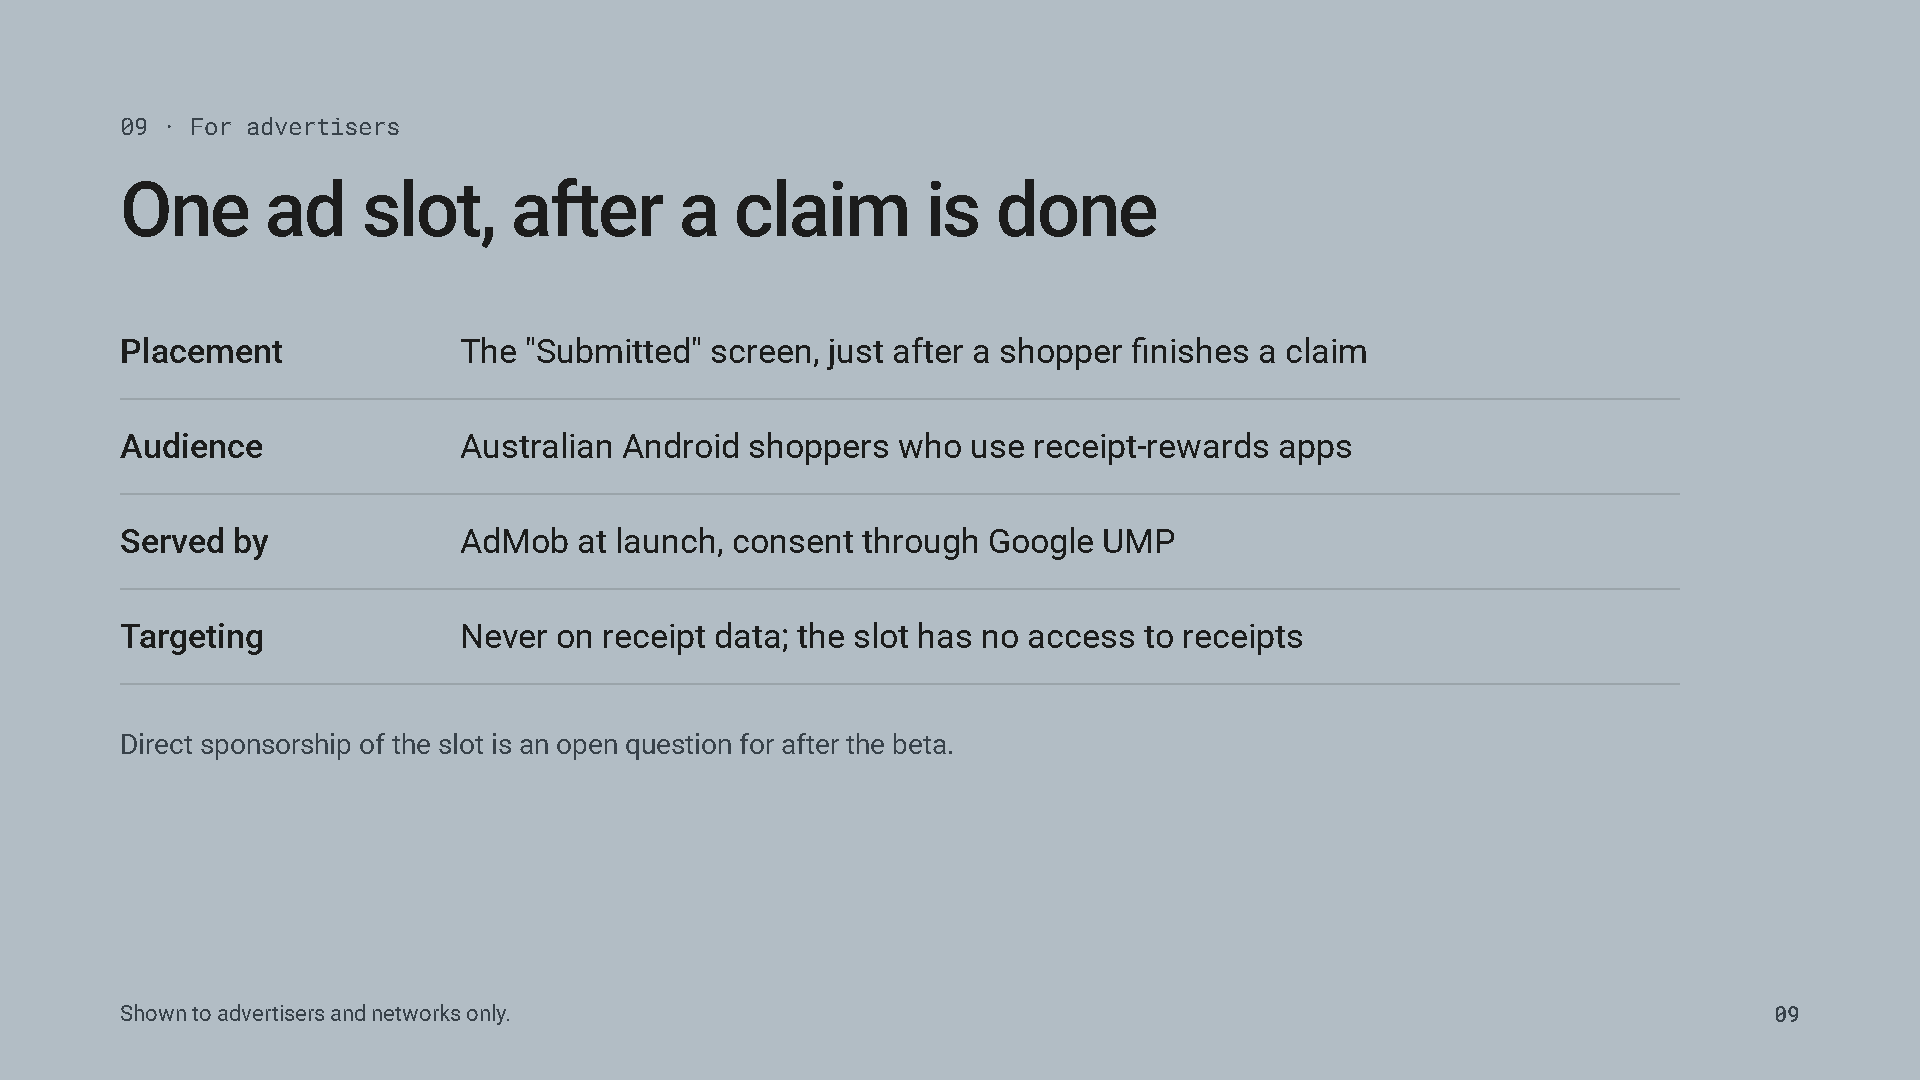 09 · For advertisers
One ad slot, after a claim is done
Placement The "Submitted" screen, just after a shopper finishes a claim
Audience Australian Android shoppers who use receipt-rewards apps
Served by AdMob at launch, consent through Google UMP
Targeting Never on receipt data; the slot has no access to receipts
Direct sponsorship of the slot is an open question for after the beta.
Shown to advertisers and networks only. 09